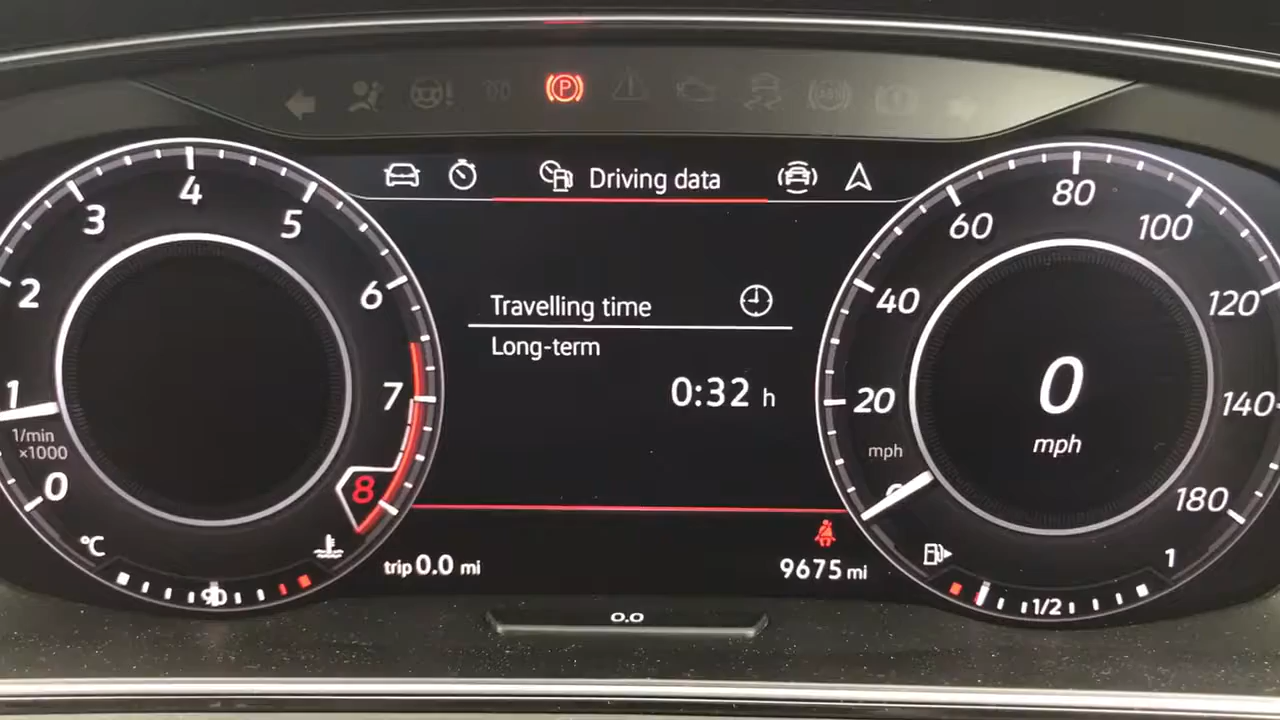 P
Driving data
4
3
5
2
6
1
7
1/min
×1000
0
8
°C
90
Travelling time
Long-term
0:32 h
trip 0.0 mi
9675 mi
0.0
80
60
100
40
120
20
140
mph
0
mph
180
1/2
1